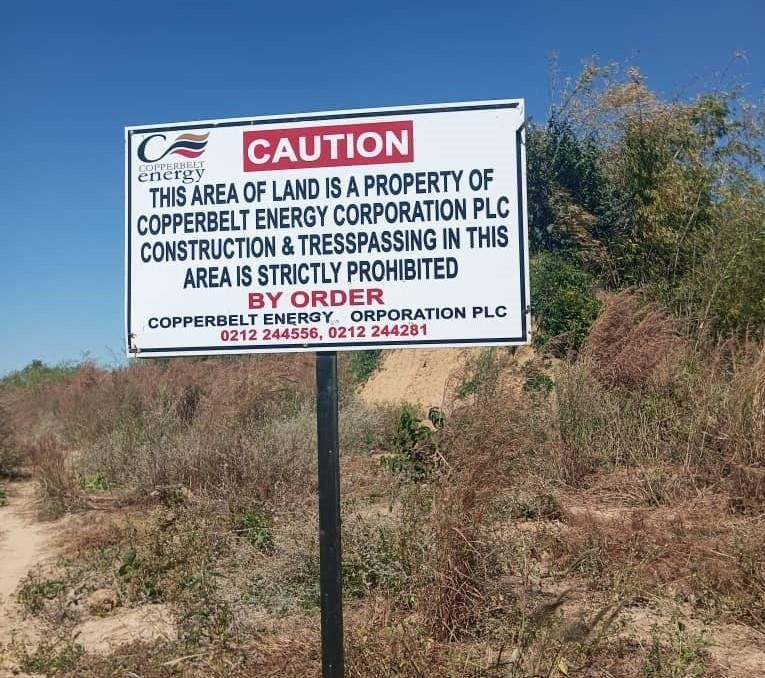 COPPERBELT
energy
CAUTION
THIS AREA OF LAND IS A PROPERTY OF
COPPERBELT ENERGY CORPORATION PLC
CONSTRUCTION & TRESSPASSING IN THIS
AREA IS STRICTLY PROHIBITED
BY ORDER
COPPERBELT ENERGY ORPORATION PLC
0212 244556, 0212 244281